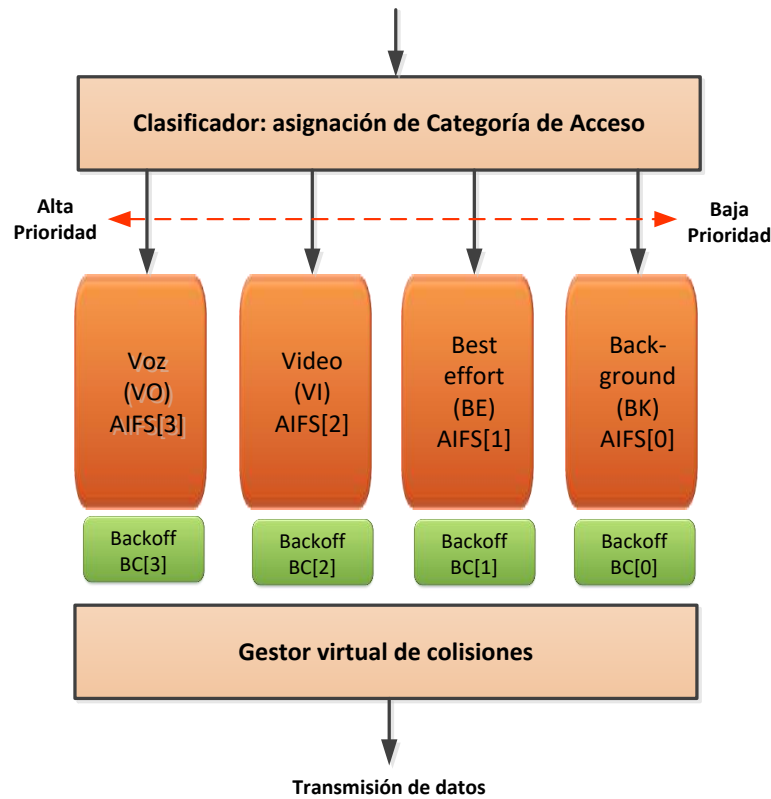 Clasificador: asignación de Categoría de Acceso
Alta
Prioridad
Baja
Prioridad
Voz
(VO)
AIFS[3]
Video
(VI)
AIFS[2]
Best
effort
(BE)
AIFS[1]
Back-
ground
(BK)
AIFS[0]
Backoff
BC[3]
Backoff
BC[2]
Backoff
BC[1]
Backoff
BC[0]
Gestor virtual de colisiones
Transmisión de datos